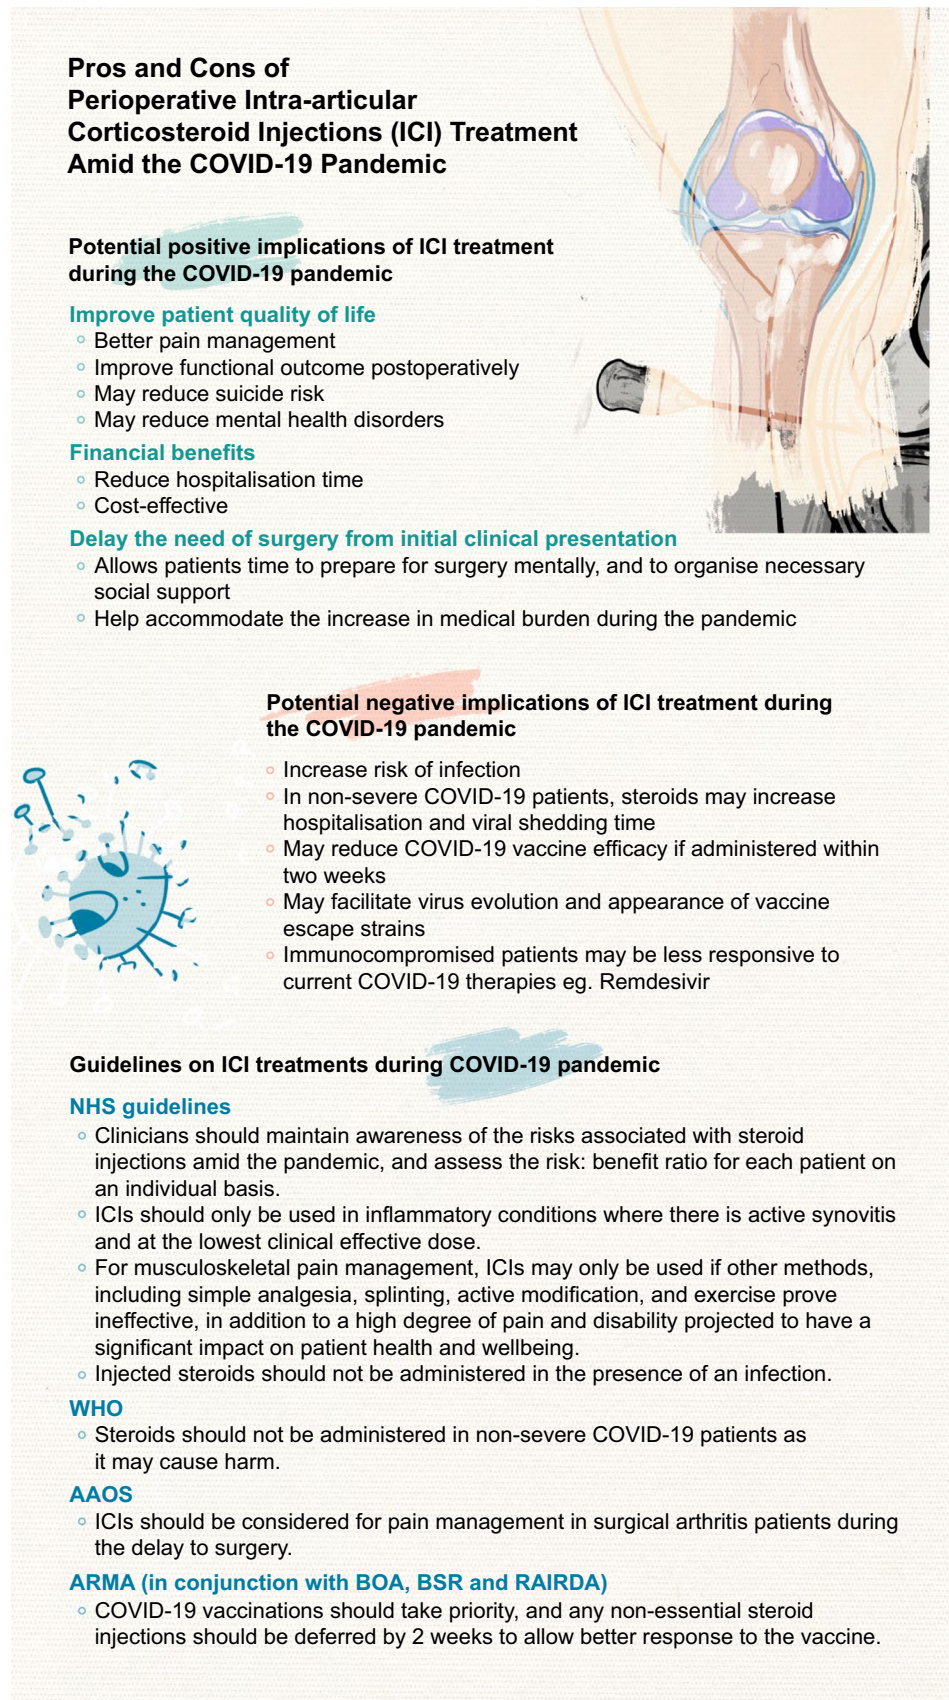 Pros and Cons of
Perioperative Intra-articular
Corticosteroid Injections (ICI) Treatment
Amid the COVID-19 Pandemic
Potential positive implications of ICI treatment
during the COVID-19 pandemic
Improve patient quality of life
Better pain management
Improve functional outcome postoperatively
May reduce suicide risk
May reduce mental health disorders
Financial benefits
Reduce hospitalisation time
Cost-effective
Delay the need of surgery from initial clinical presentation
Allows patients time to prepare for surgery mentally, and to organise necessary
social support
Help accommodate the increase in medical burden during the pandemic
Potential negative implications of ICI treatment during
the COVID-19 pandemic
Increase risk of infection
In non-severe COVID-19 patients, steroids may increase
hospitalisation and viral shedding time
May reduce COVID-19 vaccine efficacy if administered within
two weeks
May facilitate virus evolution and appearance of vaccine
escape strains
Immunocompromised patients may be less responsive to
current COVID-19 therapies eg. Remdesivir
Guidelines on ICI treatments during COVID-19 pandemic
NHS guidelines
Clinicians should maintain awareness of the risks associated with steroid
injections amid the pandemic, and assess the risk: benefit ratio for each patient on
an individual basis.
ICIs should only be used in inflammatory conditions where there is active synovitis
and at the lowest clinical effective dose.
For musculoskeletal pain management, ICIs may only be used if other methods,
including simple analgesia, splinting, active modification, and exercise prove
ineffective, in addition to a high degree of pain and disability projected to have a
significant impact on patient health and wellbeing.
Injected steroids should not be administered in the presence of an infection.
WHO
Steroids should not be administered in non-severe COVID-19 patients as
it may cause harm.
AAOS
ICIs should be considered for pain management in surgical arthritis patients during
the delay to surgery.
ARMA (in conjunction with BOA, BSR and RAIRDA)
COVID-19 vaccinations should take priority, and any non-essential steroid
injections should be deferred by 2 weeks to allow better response to the vaccine.